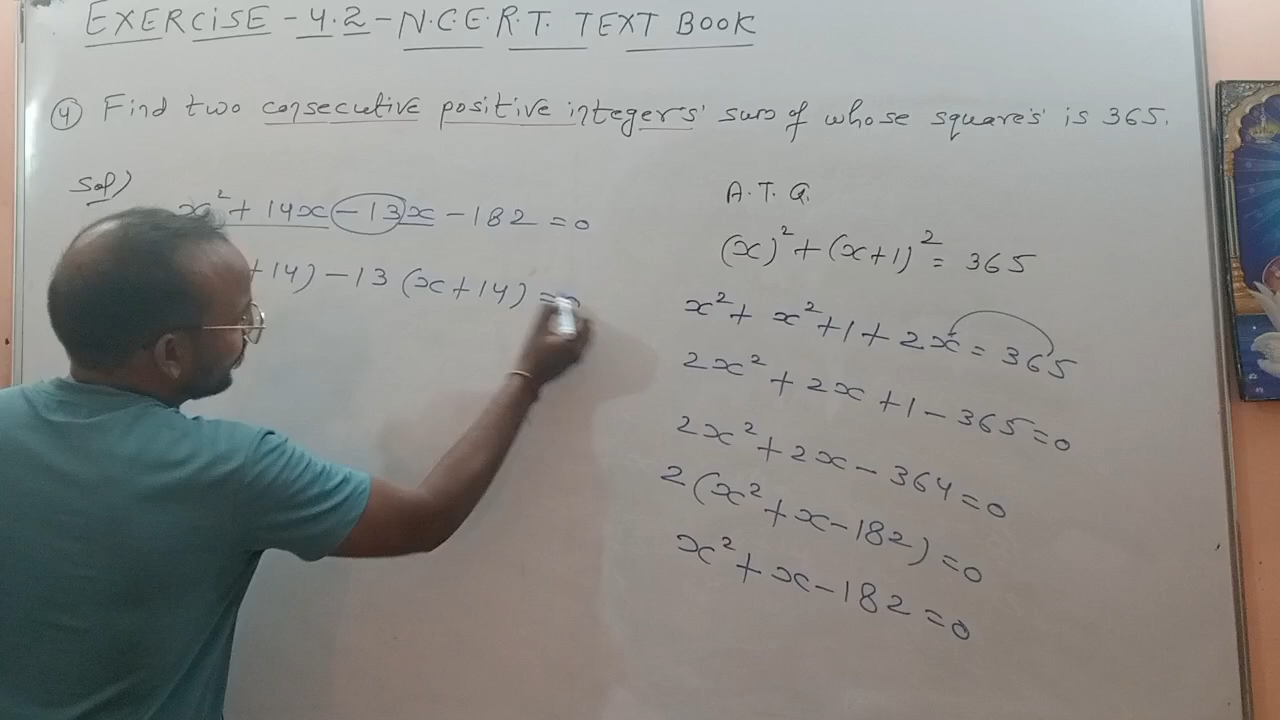 EXERCISE - 4.2 - N.C.E.R.T. TEXT BOOK
④ Find two consecutive positive integers' sum of whose squares' is 365.
Sol)
x² + 14x - 13x - 182 = 0
+ 14) - 13 (x + 14) = 0
A.T.Q.
(x)² + (x+1)² = 365
x² + x² + 1 + 2x = 365
2x² + 2x + 1 - 365 = 0
2x² + 2x - 364 = 0
2(x² + x - 182) = 0
x² + x - 182 = 0